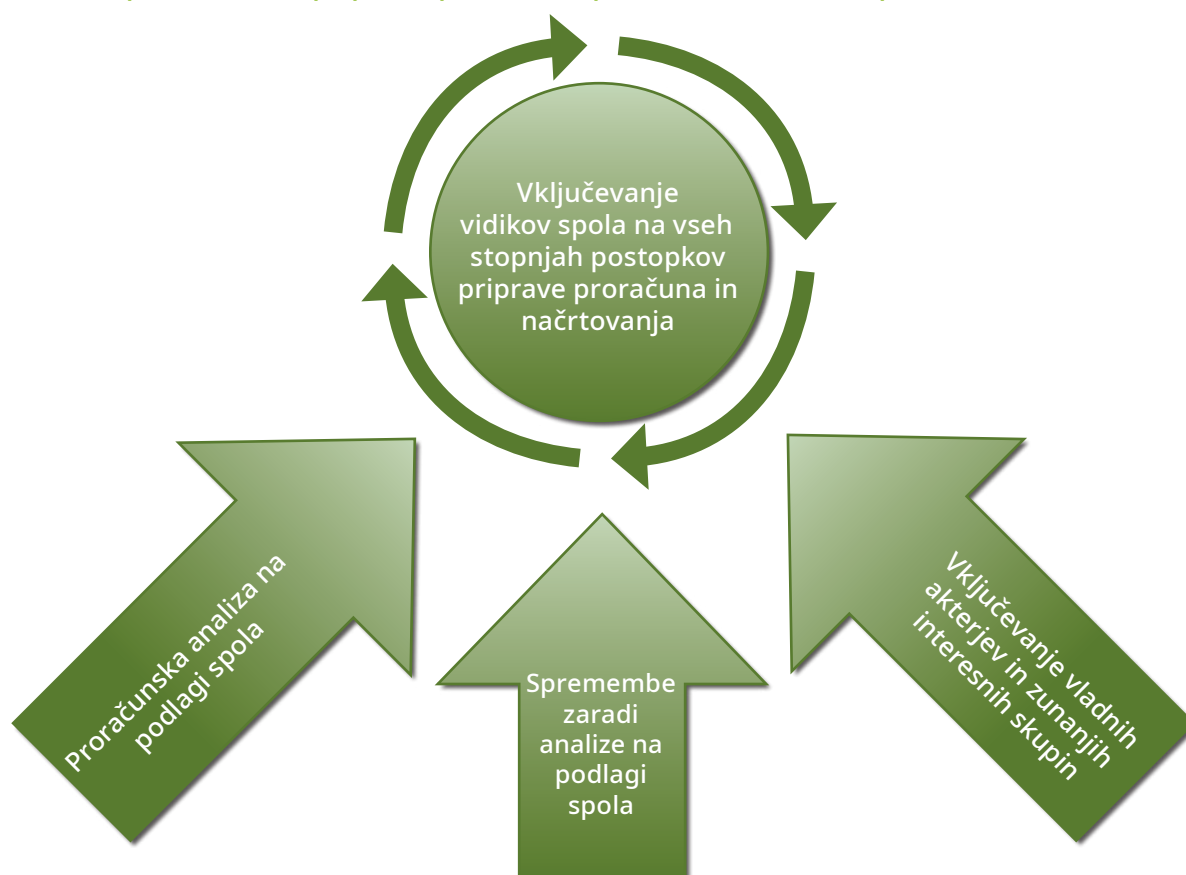 Vključevanje
vidikov spola na vseh
stopnjah postopkov
priprave proračuna in
načrtovanja
Proračunska analiza na
podlagi spola
Spremembe
zaradi
analize na
podlagi
spola
Vključevanje vladnih
akterjev in zunanjih
interesnih skupin